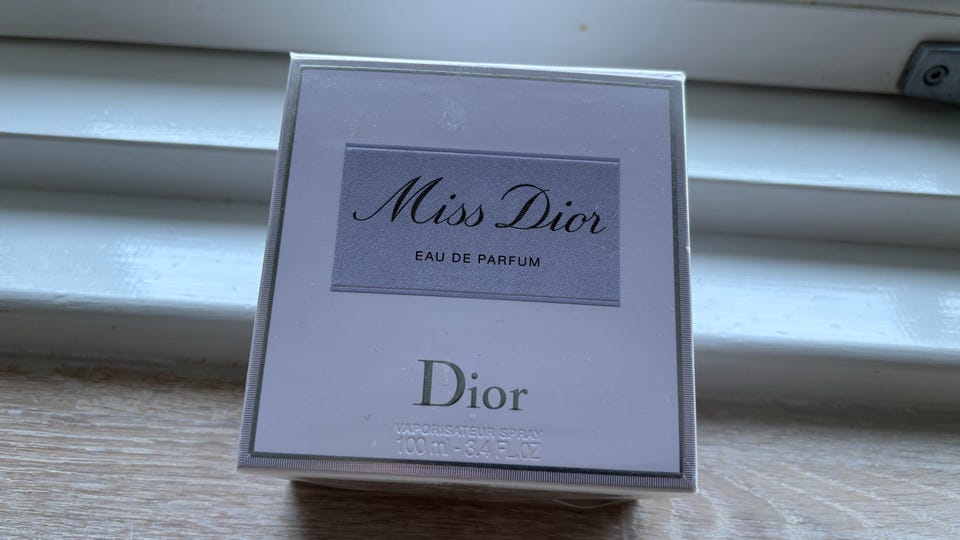 Miss Dior
EAU DE PARFUM
Dior
VAPORISATEUR SPRAY
100 ml - 3.4 FL.OZ